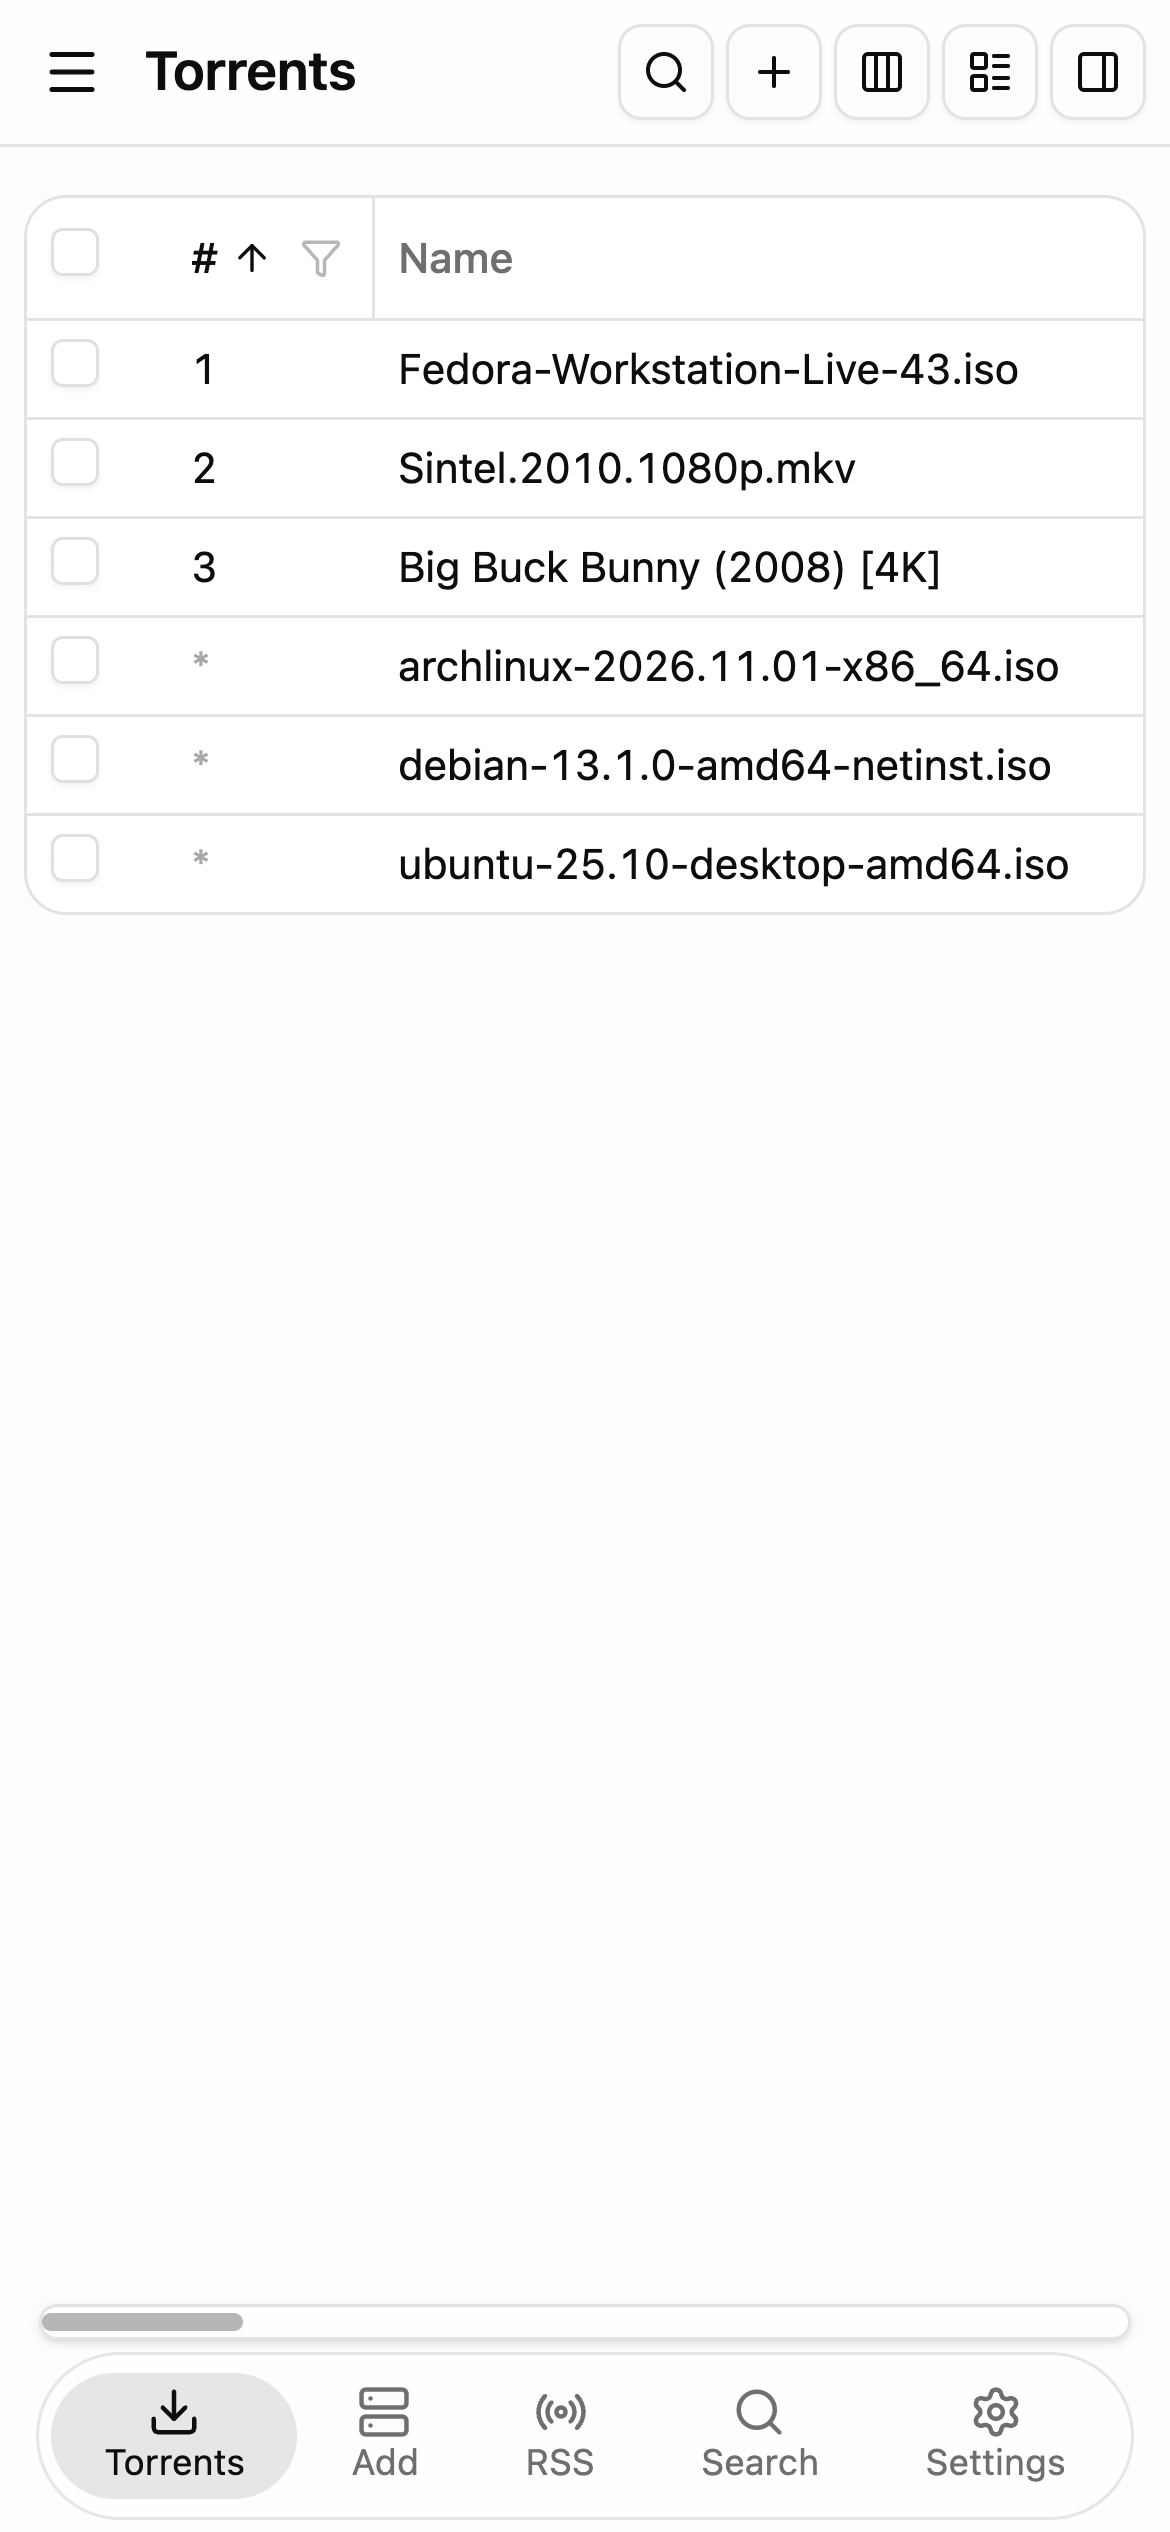 Torrents
# Name
1 Fedora-Workstation-Live-43.iso
2 Sintel.2010.1080p.mkv
3 Big Buck Bunny (2008) [4K]
* archlinux-2026.11.01-x86_64.iso
* debian-13.1.0-amd64-netinst.iso
* ubuntu-25.10-desktop-amd64.iso
Torrents Add RSS Search Settings